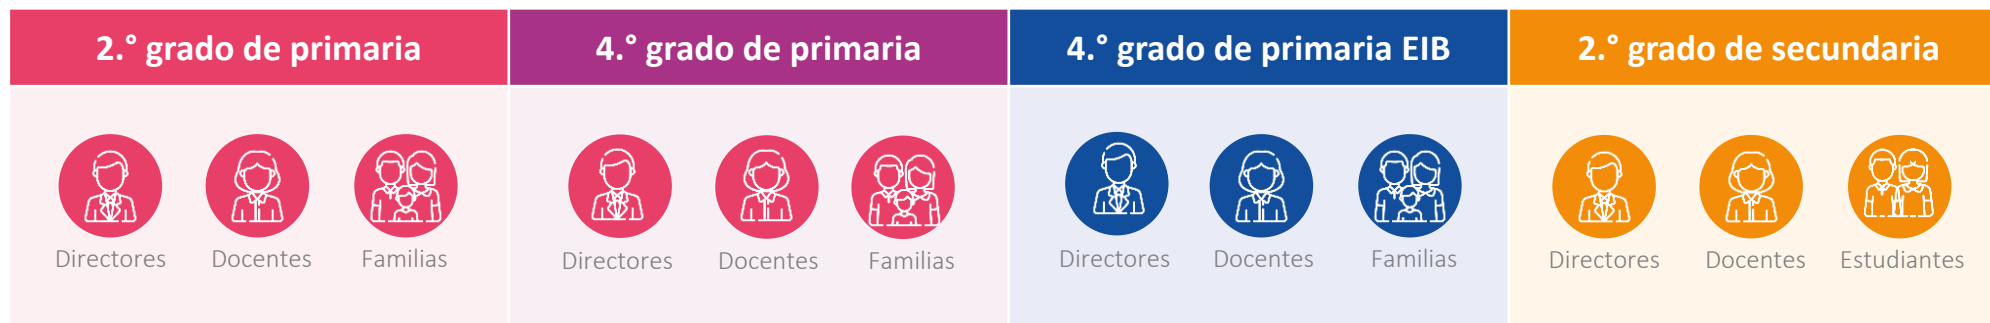 2.° grado de primaria
4.° grado de primaria
4.° grado de primaria EIB
2.° grado de secundaria
Directores
Docentes
Familias
Directores
Docentes
Familias
Directores
Docentes
Familias
Directores
Docentes
Estudiantes